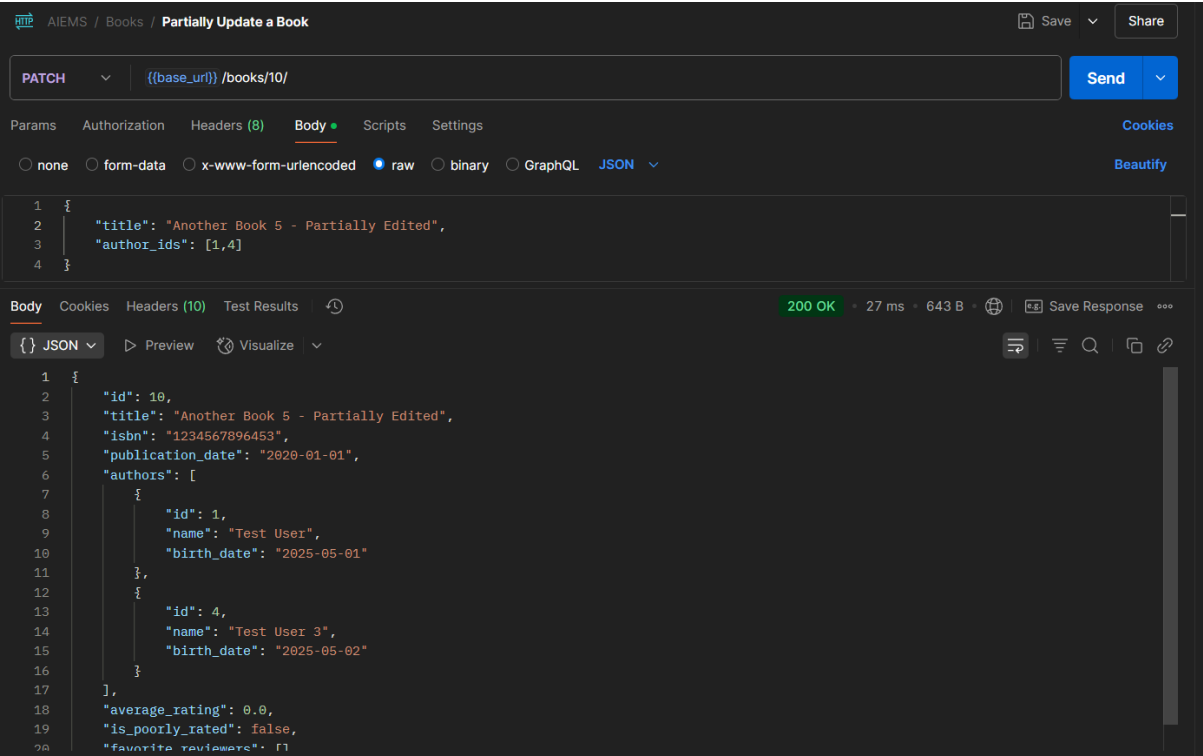 HTTP AIEMS / Books / Partially Update a Book Save Share
PATCH {{base_url}} /books/10/ Send
Params Authorization Headers (8) Body Scripts Settings Cookies
none form-data x-www-form-urlencoded raw binary GraphQL JSON Beautify
1 {
2 "title": "Another Book 5 - Partially Edited",
3 "author_ids": [1,4]
4 }
Body Cookies Headers (10) Test Results 200 OK 27 ms 643 B e.g. Save Response
{} JSON Preview Visualize
1 {
2 "id": 10,
3 "title": "Another Book 5 - Partially Edited",
4 "isbn": "1234567896453",
5 "publication_date": "2020-01-01",
6 "authors": [
7 {
8 "id": 1,
9 "name": "Test User",
10 "birth_date": "2025-05-01"
11 },
12 {
13 "id": 4,
14 "name": "Test User 3",
15 "birth_date": "2025-05-02"
16 }
17 ],
18 "average_rating": 0.0,
19 "is_poorly_rated": false,
20 "favorite_reviewers": []